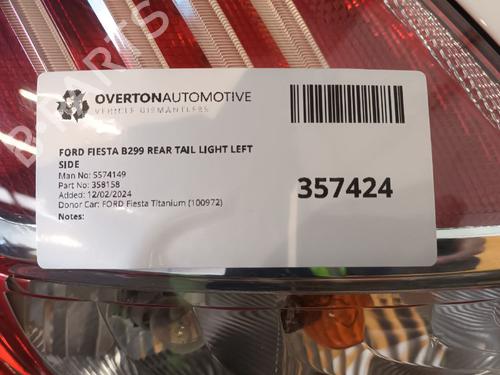 OVERTONAUTOMOTIVE
VEHICLE DISMANTLERS
FORD FIESTA B299 REAR TAIL LIGHT LEFT
SIDE
Man No: 5574149
Part No: 358158
Added: 12/02/2024
Donor Car: FORD Fiesta Titanium (100972)
Notes:
357424